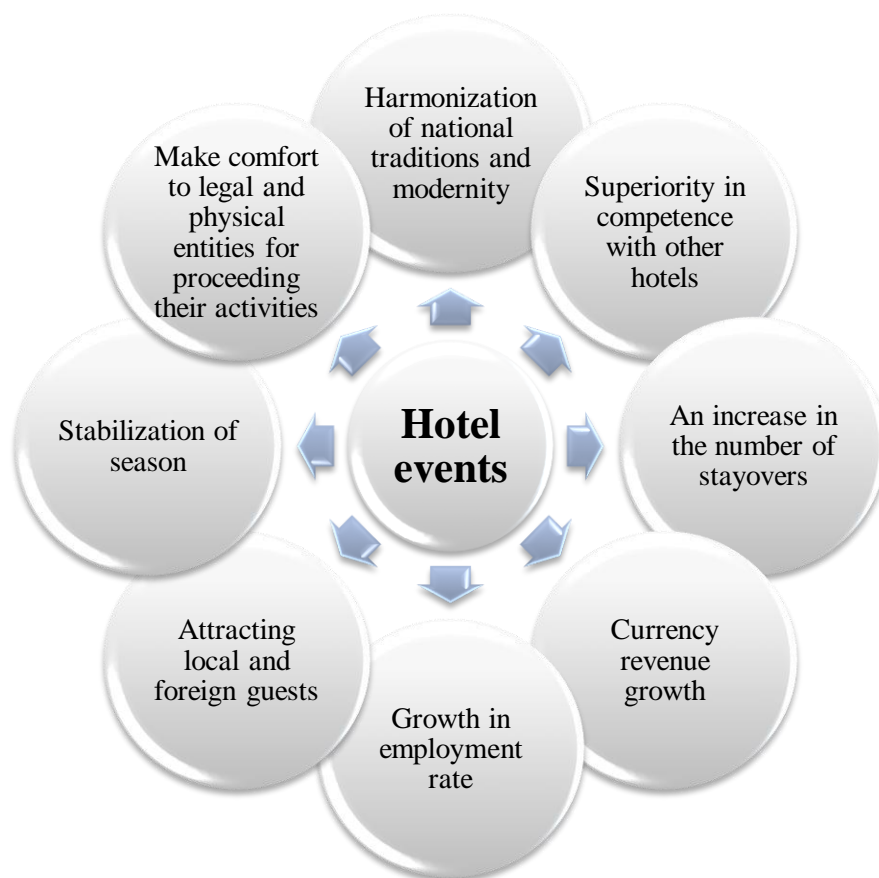 Harmonization
of national
traditions and
modernity
Superiority in
competence
with other
hotels
An increase in
the number of
stayovers
Currency
revenue
growth
Growth in
employment
rate
Attracting
local and
foreign guests
Stabilization of
season
Make comfort
to legal and
physical
entities for
proceeding
their activities
Hotel
events